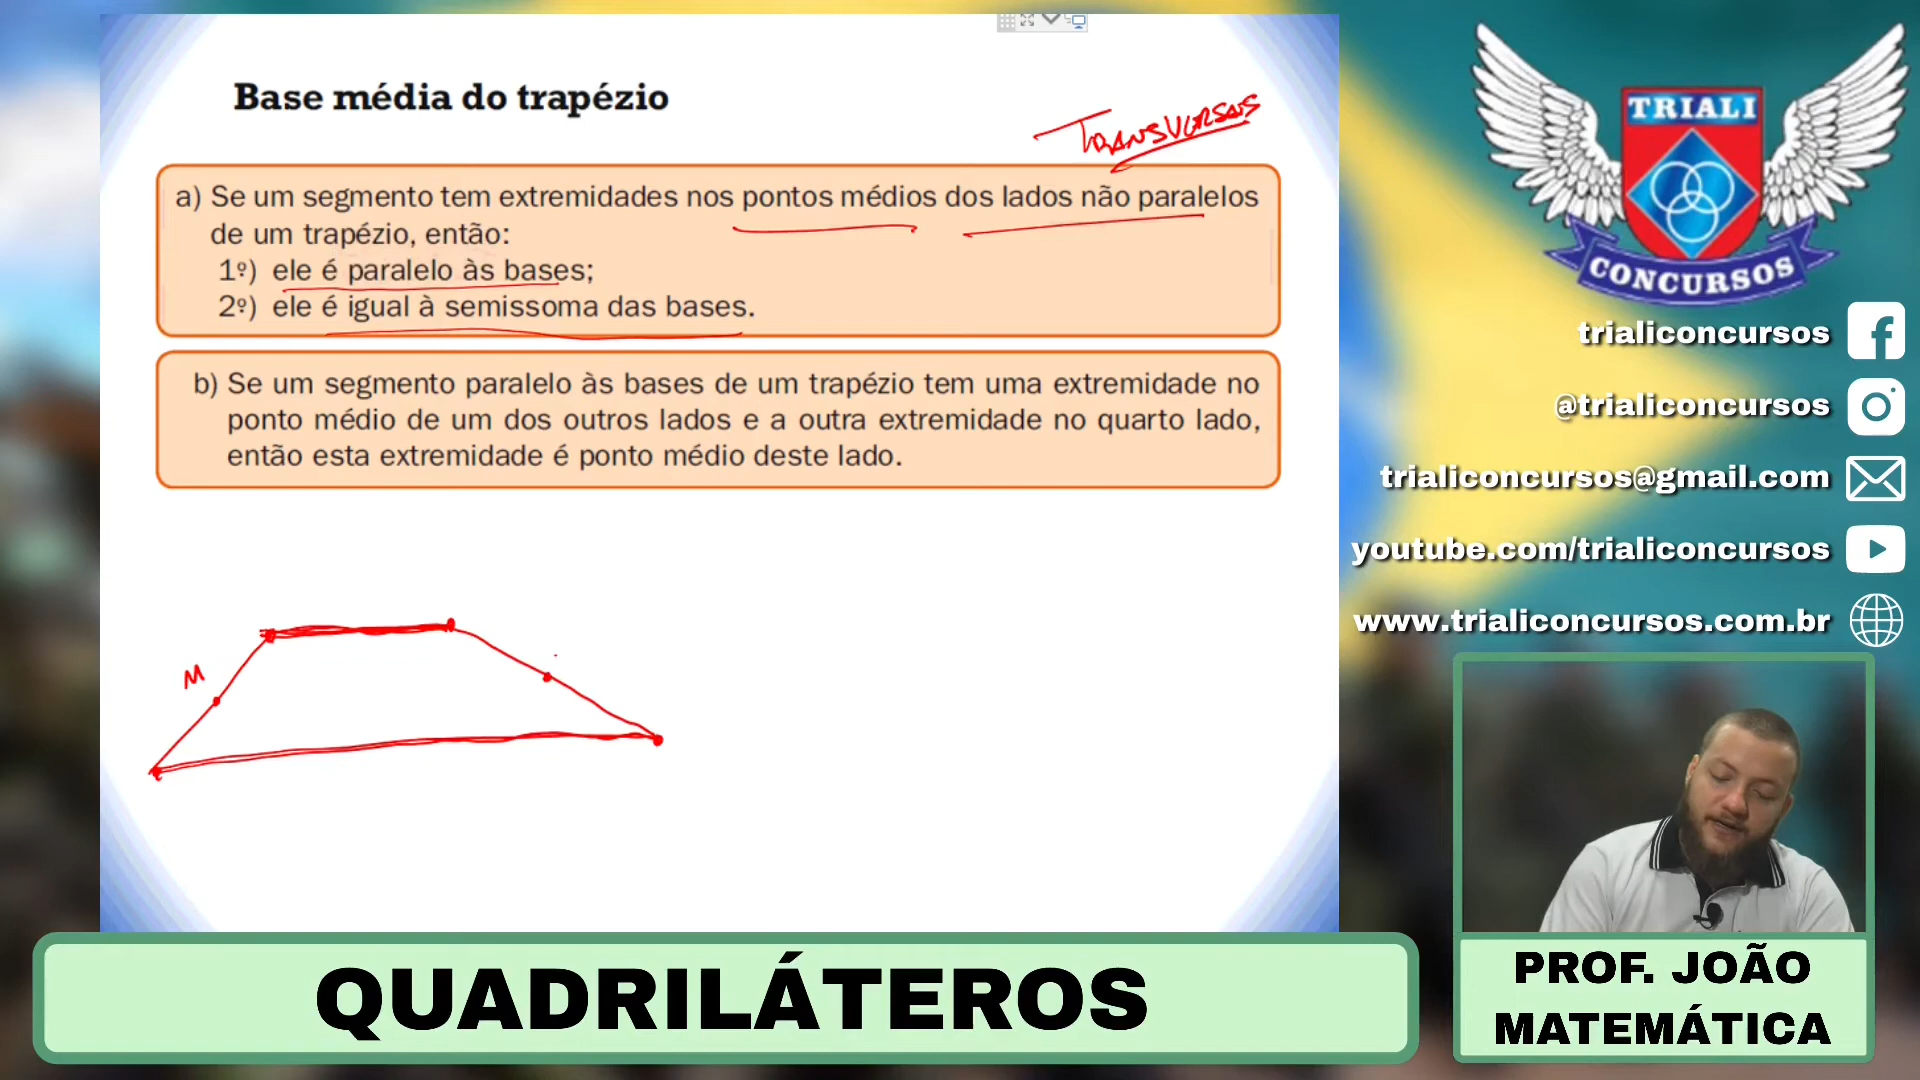 Base média do trapézio
TRANSVERSAIS
a) Se um segmento tem extremidades nos pontos médios dos lados não paralelos
de um trapézio, então:
1º) ele é paralelo às bases;
2º) ele é igual à semissoma das bases.
b) Se um segmento paralelo às bases de um trapézio tem uma extremidade no
ponto médio de um dos outros lados e a outra extremidade no quarto lado,
então esta extremidade é ponto médio deste lado.
M
TRIALI
CONCURSOS
trialiconcursos
@trialiconcursos
trialiconcursos@gmail.com
youtube.com/trialiconcursos
www.trialiconcursos.com.br
QUADRILÁTEROS
PROF. JOÃO
MATEMÁTICA